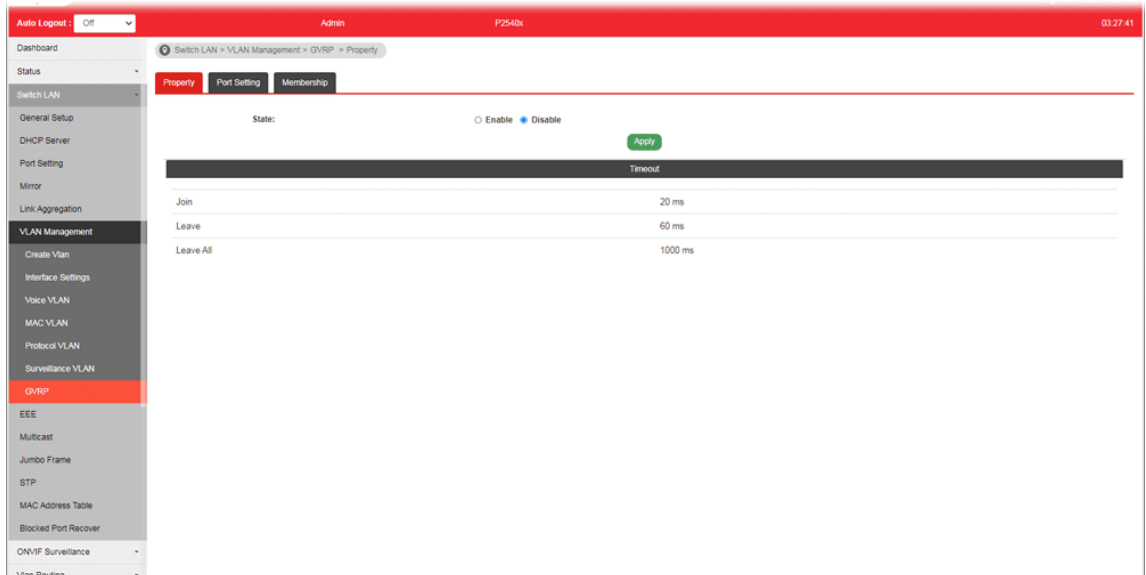 Auto Logout : Off Admin P2540x 03:27:41
Dashboard
Status
Switch LAN
General Setup
DHCP Server
Port Setting
Mirror
Link Aggregation
VLAN Management
Create Vlan
Interface Settings
Voice VLAN
MAC VLAN
Protocol VLAN
Surveillance VLAN
GVRP
EEE
Multicast
Jumbo Frame
STP
MAC Address Table
Blocked Port Recover
ONVIF Surveillance
Vlan Routing
Switch LAN > VLAN Management > GVRP > Property
Property Port Setting Membership
State: Enable Disable
Apply
Timeout
Join 20 ms
Leave 60 ms
Leave All 1000 ms